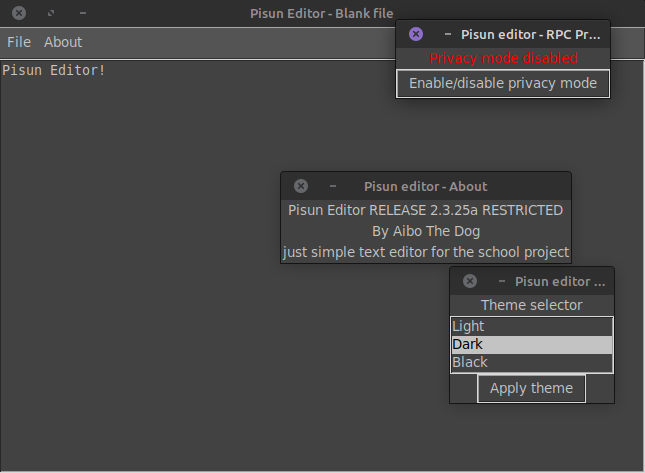 Pisun Editor - Blank file
File About
Pisun Editor!
Pisun editor - RPC Pr...
Privacy mode disabled
Enable/disable privacy mode
Pisun editor - About
Pisun Editor RELEASE 2.3.25a RESTRICTED
By Aibo The Dog
just simple text editor for the school project
Pisun editor ...
Theme selector
Light
Dark
Black
Apply theme